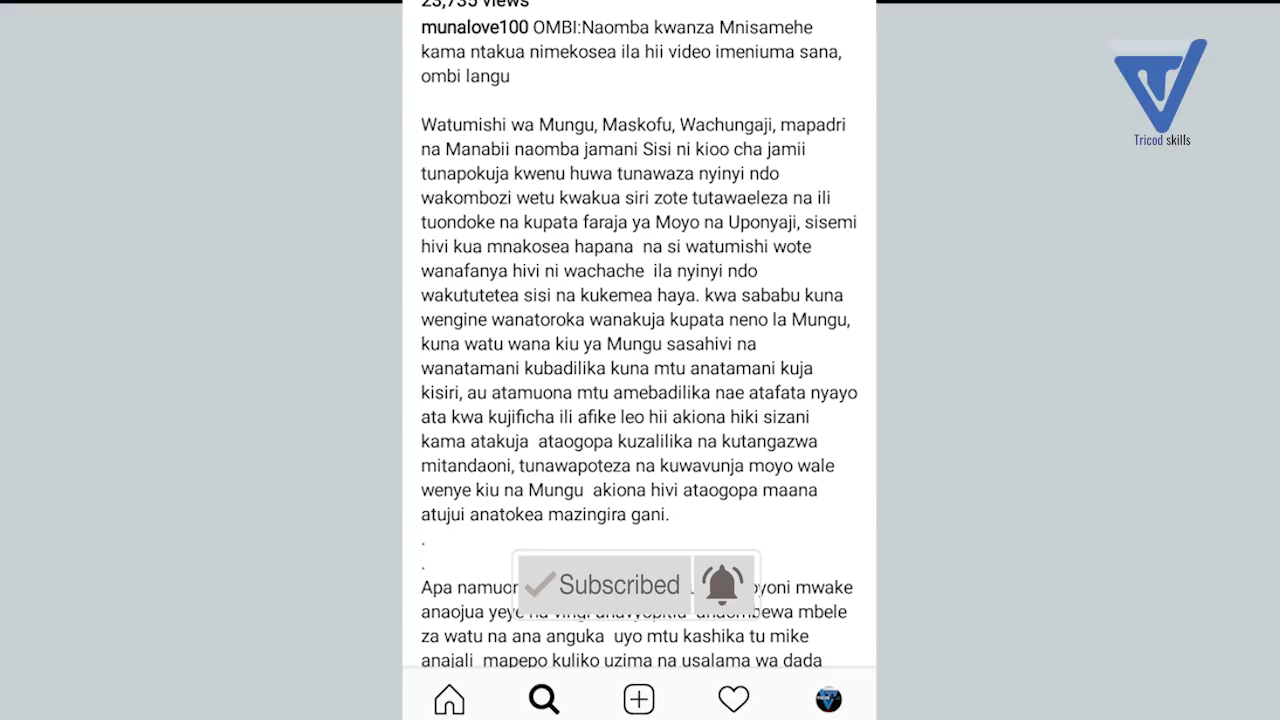 23,735 views
munalove100 OMBI:Naomba kwanza Mnisamehe
kama ntakua nimekosea ila hii video imeniuma sana,
ombi langu
Watumishi wa Mungu, Maskofu, Wachungaji, mapadri
na Manabii naomba jamani Sisi ni kioo cha jamii
tunapokuja kwenu huwa tunawaza nyinyi ndo
wakombozi wetu kwakua siri zote tutawaeleza na ili
tuondoke na kupata faraja ya Moyo na Uponyaji, sisemi
hivi kua mnakosea hapana na si watumishi wote
wanafanya hivi ni wachache ila nyinyi ndo
wakututetea sisi na kukemea haya. kwa sababu kuna
wengine wanatoroka wanakuja kupata neno la Mungu,
kuna watu wana kiu ya Mungu sasahivi na
wanatamani kubadilika kuna mtu anatamani kuja
kisiri, au atamuona mtu amebadilika nae atafata nyayo
ata kwa kujificha ili afike leo hii akiona hiki sizani
kama atakuja ataogopa kuzalilika na kutangazwa
mitandaoni, tunawapoteza na kuwavunja moyo wale
wenye kiu na Mungu akiona hivi ataogopa maana
atujui anatokea mazingira gani.
.
.
Apa mwake
anaojua mbele
za watu na ana anguka uyo mtu kashika tu mike
anajali mapepo kuliko uzima na usalama wa dada
Subscribed
Tricod skills